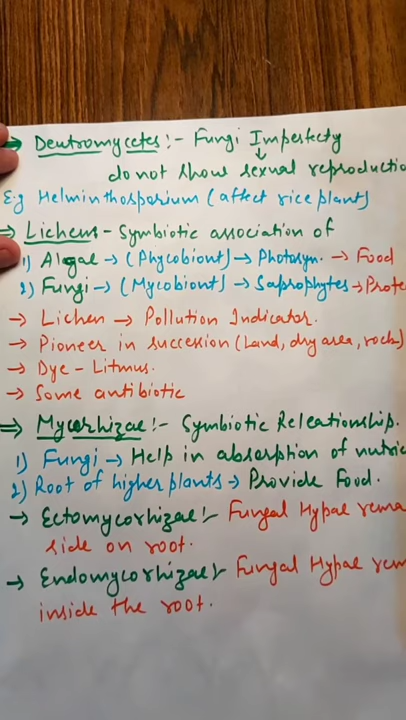 ⇒ Deutromycetes :- Fungi Imperfecty
↓
do not show sexual reproductio
E.g Helminthosporium (affect rice plant)
⇒ Lichens - Symbiotic association of
1) Algae → (Phycobiont) → Photosyn. → Food
2) Fungi → (Mycobiont) → Saprophytes → Prote
→ Lichen → Pollution Indicator.
→ Pioneer in succession (Land, dry area, rock)
→ Dye - Litmus.
→ Some antibiotic
⇒ Mycorhizae :- Symbiotic Releationship.
1) Fungi → Help in absorption of nutrie
2) Root of higher plants → Provide Food.
→ Ectomycorhizae :- Fungal Hypae rema
side on root.
→ Endomycorhizae :- Fungal Hypae rem
inside the root.